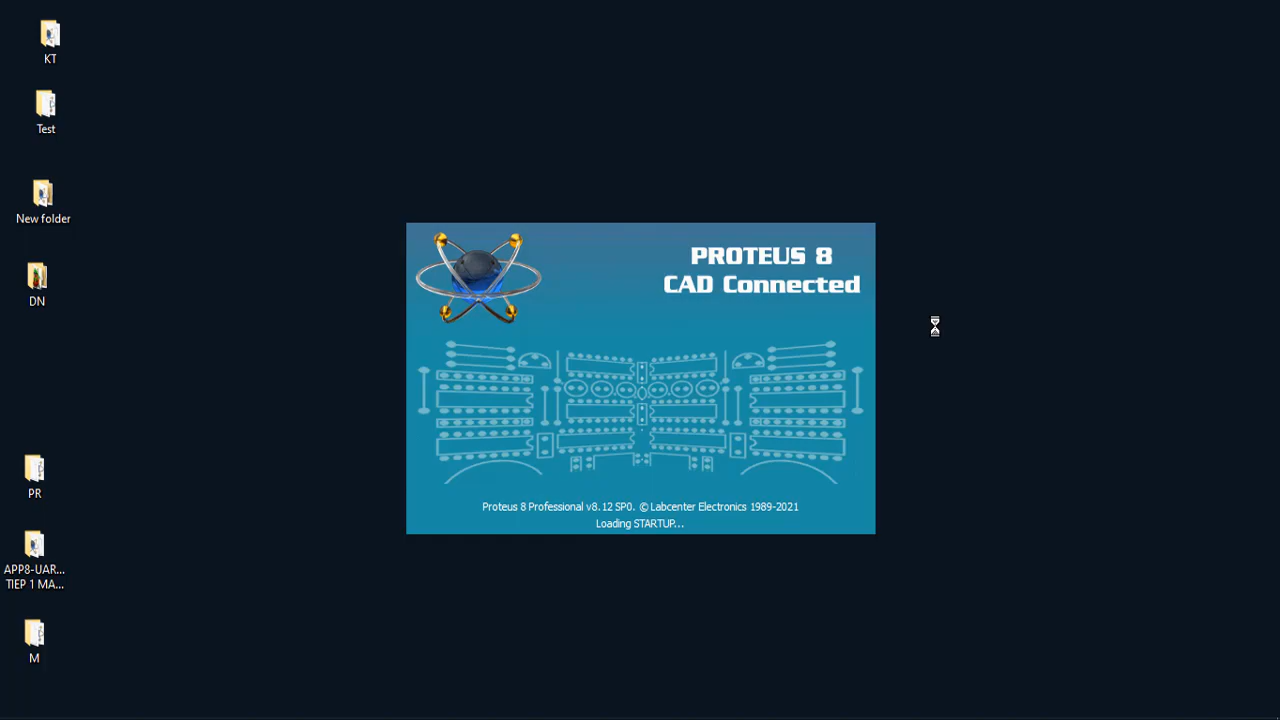 KT
Test
New folder
DN
PR
APP8-UAR...
TIEP 1 MA...
M
PROTEUS 8
CAD Connected
Proteus 8 Professional v8.12 SP0. © Labcenter Electronics 1989-2021
Loading STARTUP...